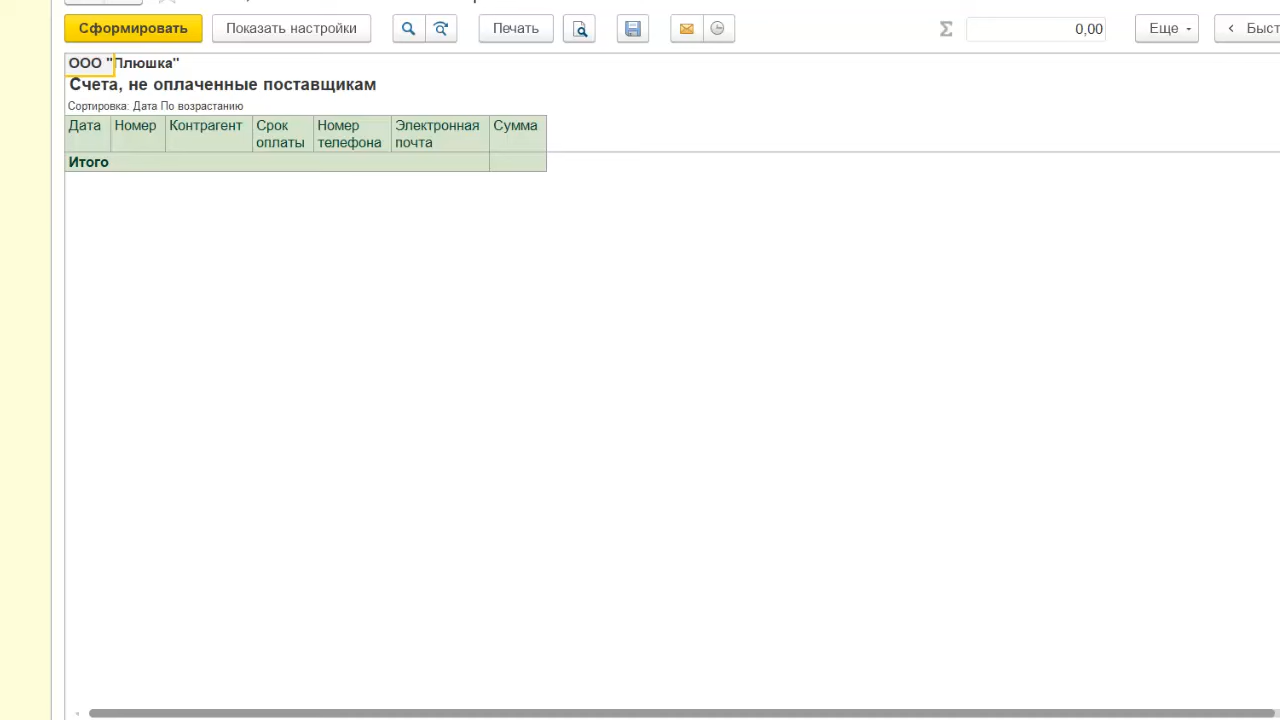 Сформировать Показать настройки Печать Σ 0,00 Еще
ООО "Плюшка"
Счета, не оплаченные поставщикам
Сортировка: Дата По возрастанию
Дата Номер Контрагент Срок оплаты Номер телефона Электронная почта Сумма
Итого